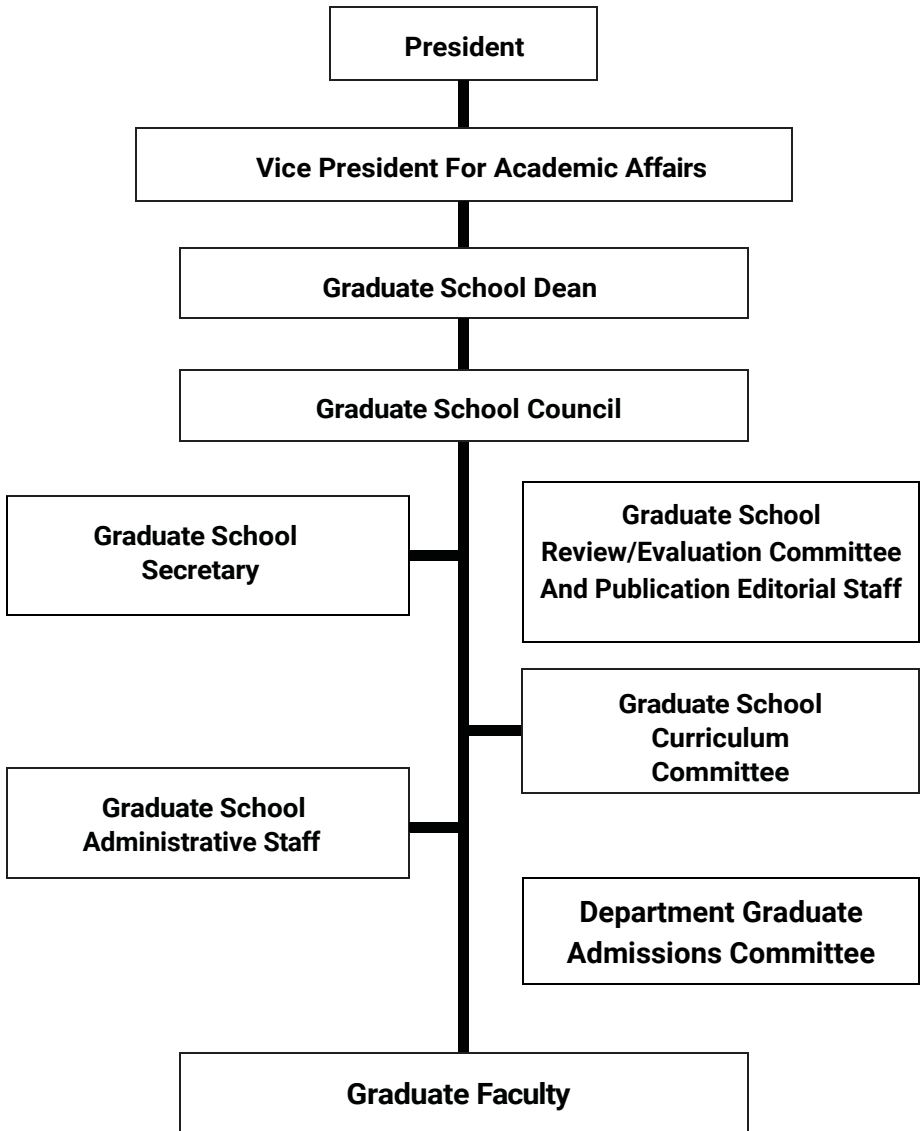 President
Vice President For Academic Affairs
Graduate School Dean
Graduate School Council
Graduate School
Secretary
Graduate School
Review/Evaluation Committee
And Publication Editorial Staff
Graduate School
Curriculum
Committee
Graduate School
Administrative Staff
Department Graduate
Admissions Committee
Graduate Faculty